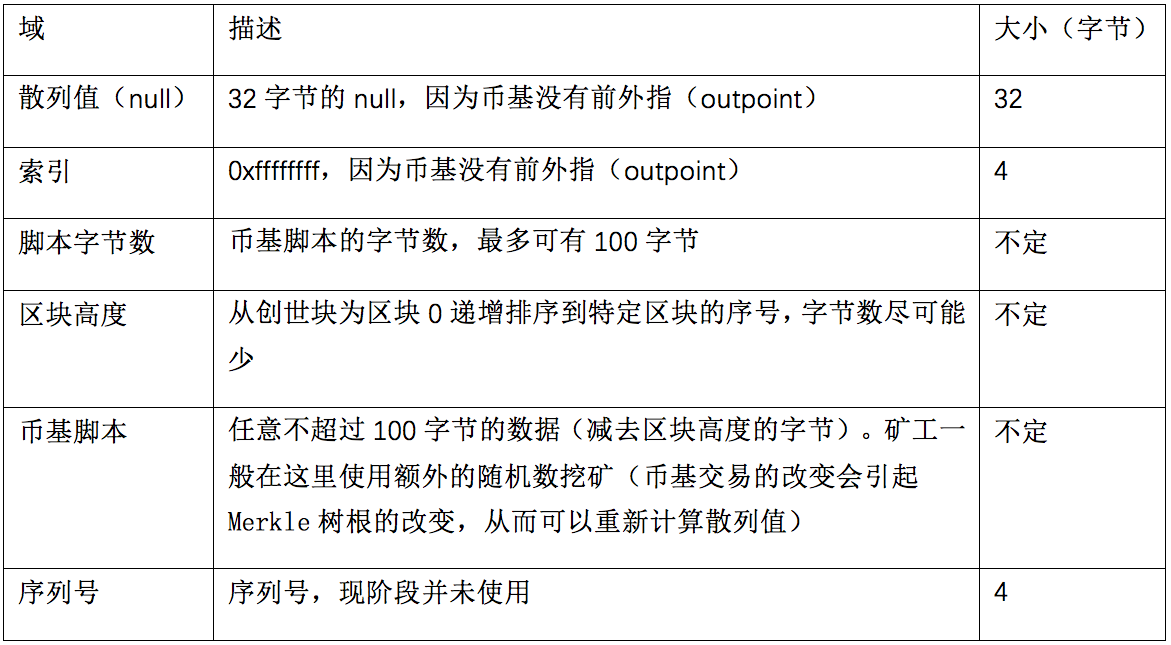 域 描述 大小（字节）
散列值（null） 32 字节的 null，因为币基没有前外指（outpoint） 32
索引 0xffffffff，因为币基没有前外指（outpoint） 4
脚本字节数 币基脚本的字节数，最多可有 100 字节 不定
区块高度 从创世块为区块 0 递增排序到特定区块的序号，字节数尽可能 不定
少
币基脚本 任意不超过 100 字节的数据（减去区块高度的字节）。矿工一 不定
般在这里使用额外的随机数挖矿（币基交易的改变会引起
Merkle 树根的改变，从而可以重新计算散列值）
序列号 序列号，现阶段并未使用 4